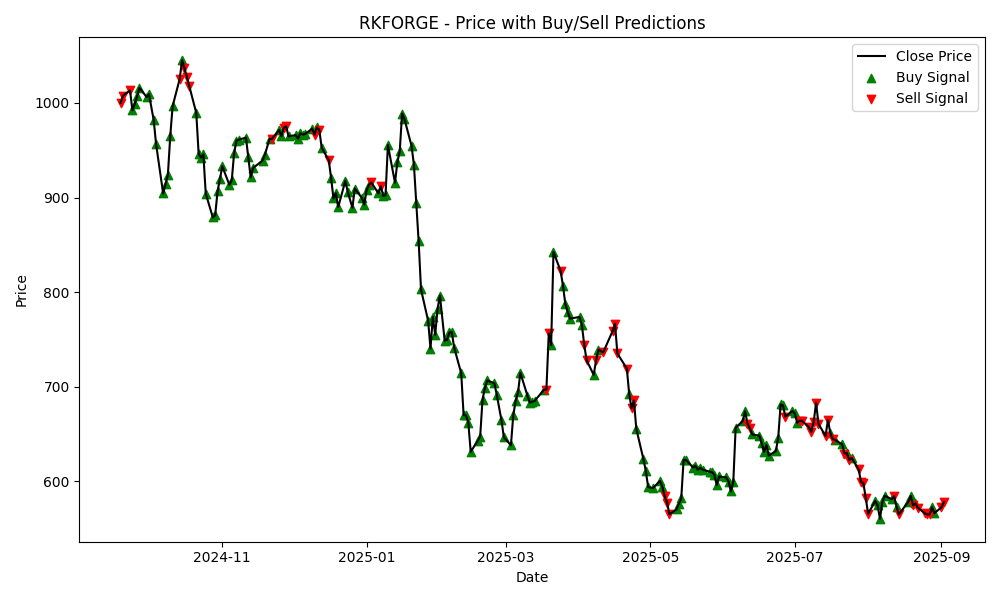 RKFORGE - Price with Buy/Sell Predictions
Close Price
Buy Signal
Sell Signal
1000
900
800
700
600
Price
2024-11
2025-01
2025-03
2025-05
2025-07
2025-09
Date